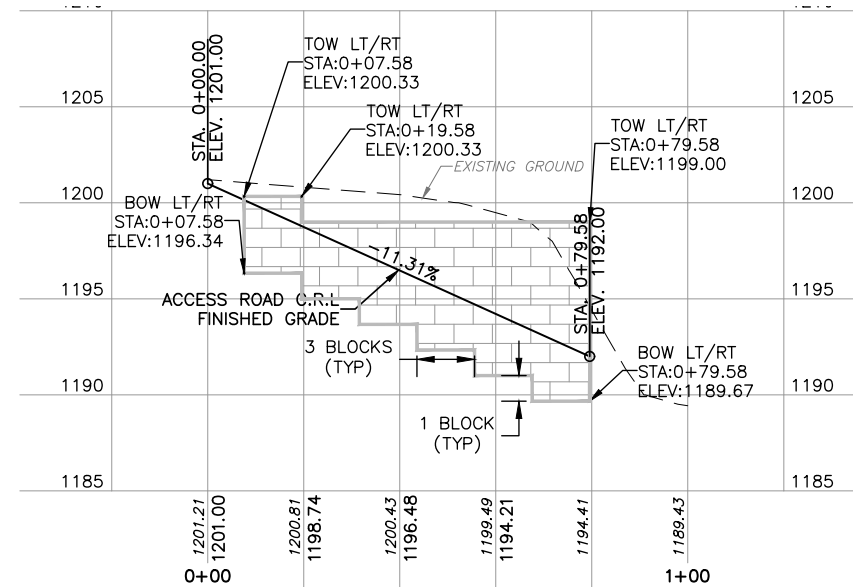 TOW LT/RT
STA:0+07.58
ELEV:1200.33
STA. 0+00.00
ELEV. 1201.00
1205
1205
TOW LT/RT
STA:0+19.58
ELEV:1200.33
TOW LT/RT
STA:0+79.58
ELEV:1199.00
EXISTING GROUND
1200
1200
BOW LT/RT
STA:0+07.58
ELEV:1196.34
STA. 0+79.58
ELEV. 1192.00
-11.31%
1195
1195
ACCESS ROAD C.R.L
FINISHED GRADE
3 BLOCKS
(TYP)
BOW LT/RT
STA:0+79.58
ELEV:1189.67
1190
1190
1 BLOCK
(TYP)
1185
1185
1201.21
1201.00
1200.81
1198.74
1200.43
1196.48
1199.49
1194.21
1194.41
1189.43
0+00
1+00